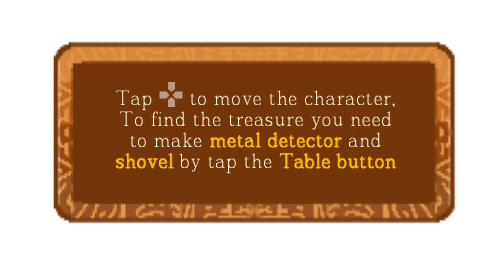 Tap to move the character,
To find the treasure you need
to make metal detector and
shovel by tap the Table button